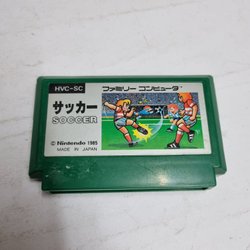 HVC-SC
ファミリー コンピュータ
サッカー
SOCCER
© Nintendo 1985
MADE IN JAPAN